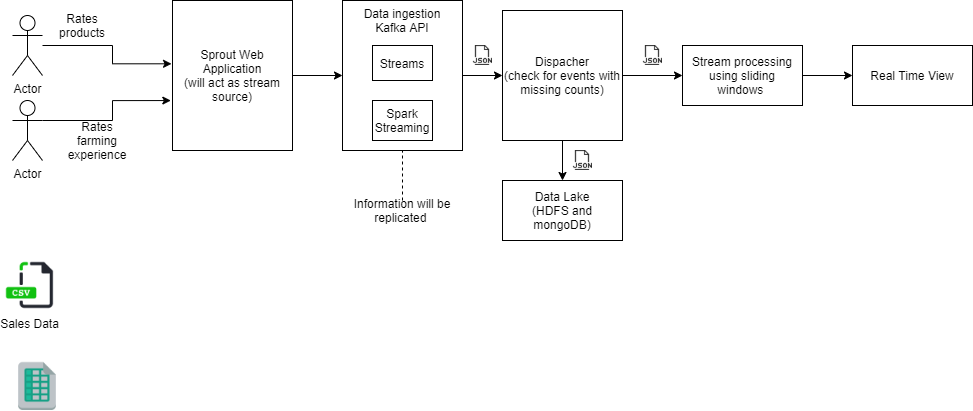 Rates
products
Actor
Rates
farming
experience
Actor
Sprout Web
Application
(will act as stream
source)
Data ingestion
Kafka API
Streams
Spark
Streaming
Information will be
replicated
JSON
Dispacher
(check for events with
missing counts)
JSON
JSON
Data Lake
(HDFS and
mongoDB)
Stream processing
using sliding
windows
Real Time View
CSV
Sales Data